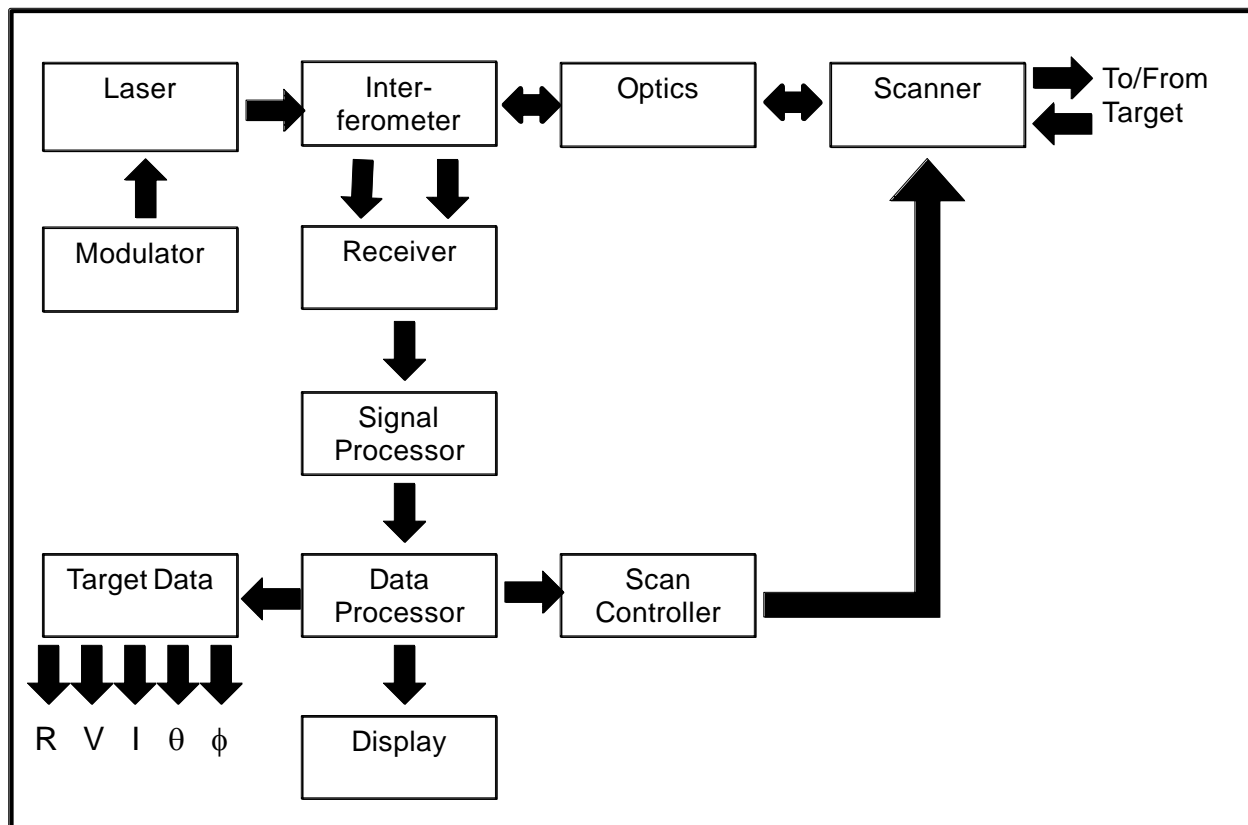 Laser
Inter-
ferometer
Optics
Scanner
To/From
Target
Modulator
Receiver
Signal
Processor
Target Data
Data
Processor
Scan
Controller
R V I θ ϕ
Display